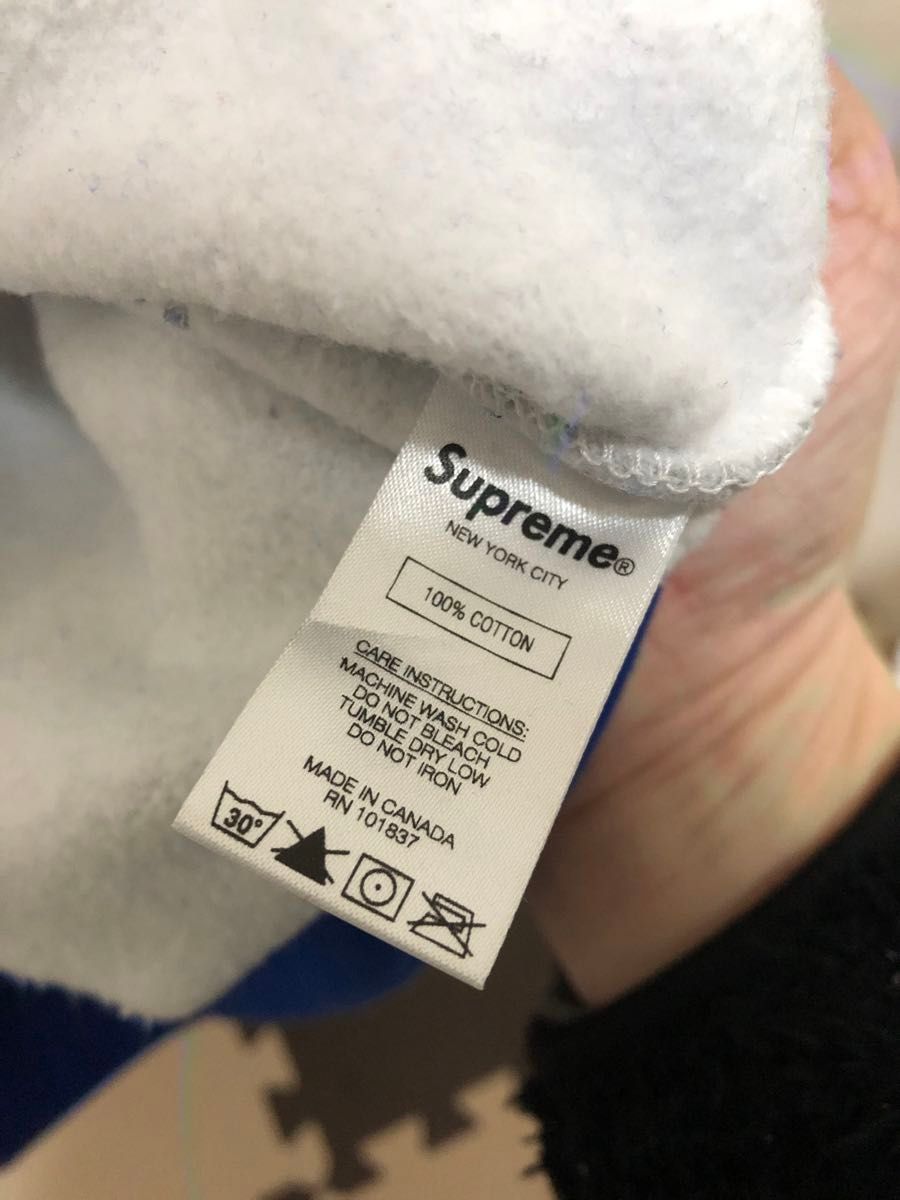 Supreme®
NEW YORK CITY
100% COTTON
CARE INSTRUCTIONS:
MACHINE WASH COLD
DO NOT BLEACH
TUMBLE DRY LOW
DO NOT IRON
MADE IN CANADA
RN 101837
30°